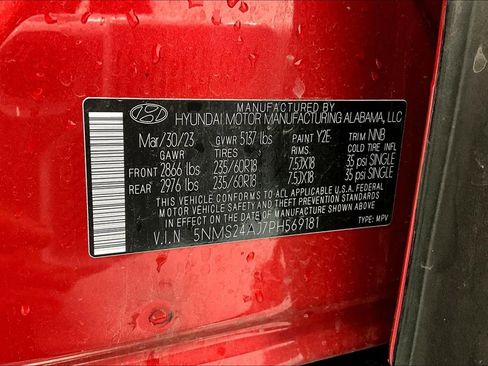 MANUFACTURED BY
HYUNDAI MOTOR MANUFACTURING ALABAMA, LLC
Mar/30/23 GVWR 5137 lbs PAINT Y2E TRIM NNB
GAWR TIRES RIMS COLD TIRE INFL
FRONT 2866 lbs 235/60R18 7.5JX18 35 psi SINGLE
REAR 2976 lbs 235/60R18 7.5JX18 35 psi SINGLE
THIS VEHICLE CONFORMS TO ALL APPLICABLE U.S.A. FEDERAL
MOTOR VEHICLE SAFETY AND THEFT PREVENTION STANDARDS
IN EFFECT ON THE DATE OF MANUFACTURE SHOWN ABOVE.
V.I.N 5NMS24AJ7PH569181 TYPE: MPV